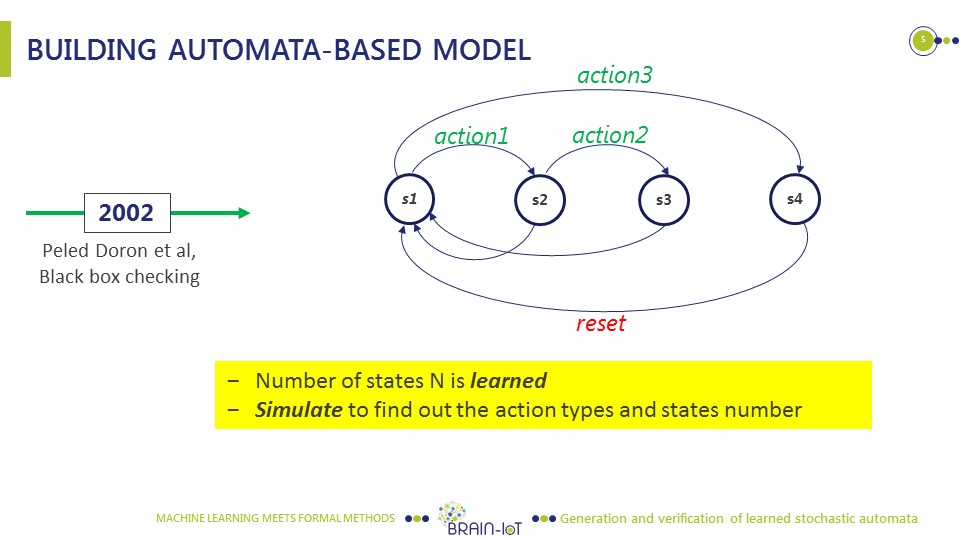 BUILDING AUTOMATA-BASED MODEL
5
action3
action1
action2
s1
s2
s3
s4
2002
Peled Doron et al,
Black box checking
reset
− Number of states N is learned
− Simulate to find out the action types and states number
MACHINE LEARNING MEETS FORMAL METHODS
BRAIN-IoT
Generation and verification of learned stochastic automata